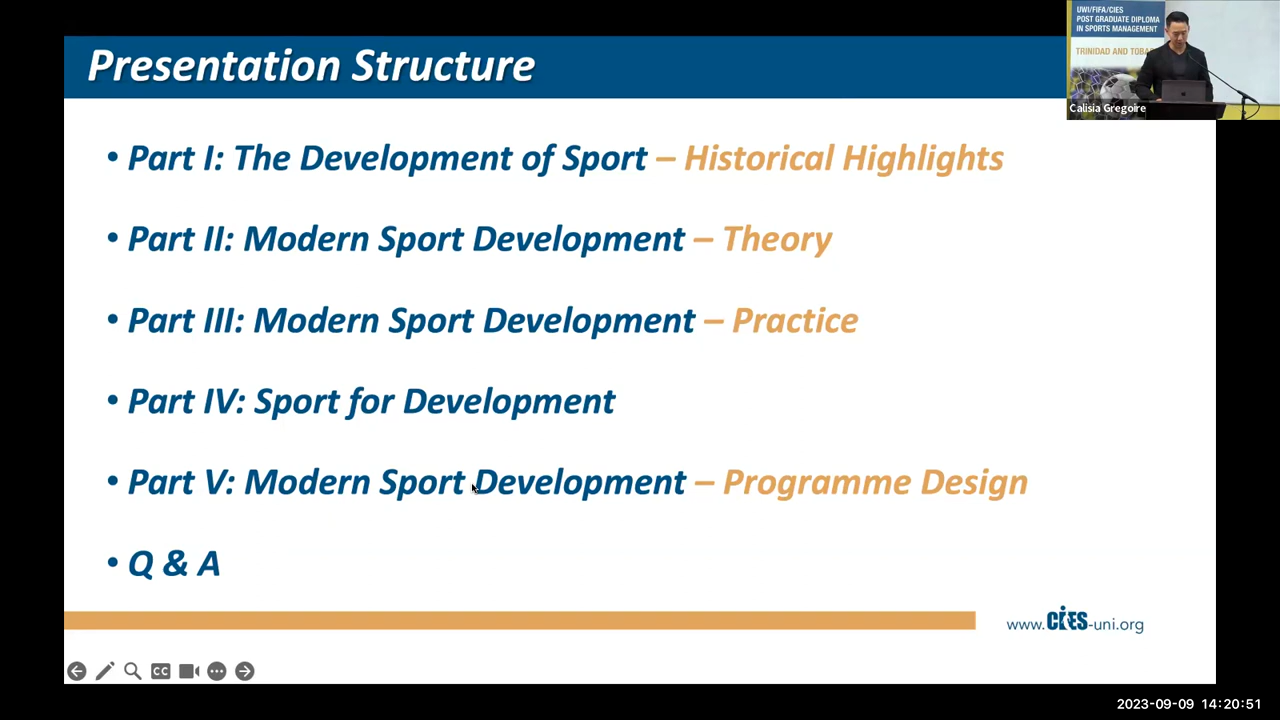 Presentation Structure
• Part I: The Development of Sport – Historical Highlights
• Part II: Modern Sport Development – Theory
• Part III: Modern Sport Development – Practice
• Part IV: Sport for Development
• Part V: Modern Sport Development – Programme Design
• Q & A
www.CIES-uni.org
UWI/FIFA/CIES
POST GRADUATE DIPLOMA
IN SPORTS MANAGEMENT
TRINIDAD AND TOBA
Calisia Gregoire
CC
2023-09-09 14:20:51